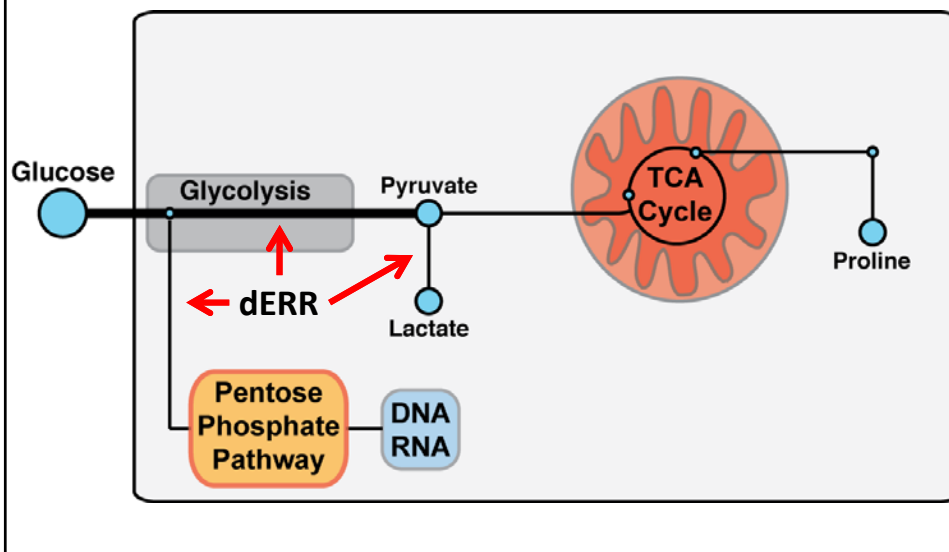 Glucose
Glycolysis
Pyruvate
TCA
Cycle
Proline
dERR
Lactate
Pentose
Phosphate
Pathway
DNA
RNA